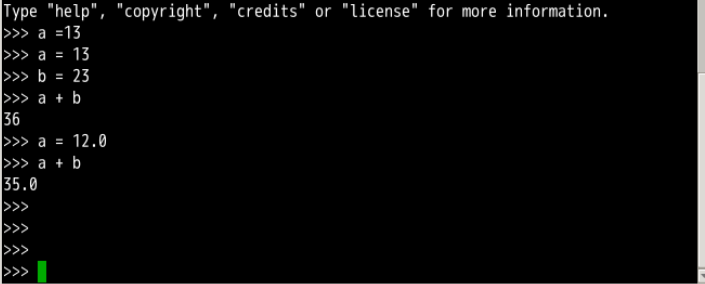 Type "help", "copyright", "credits" or "license" for more information.
>>> a =13
>>> a = 13
>>> b = 23
>>> a + b
36
>>> a = 12.0
>>> a + b
35.0
>>>
>>>
>>>
>>>